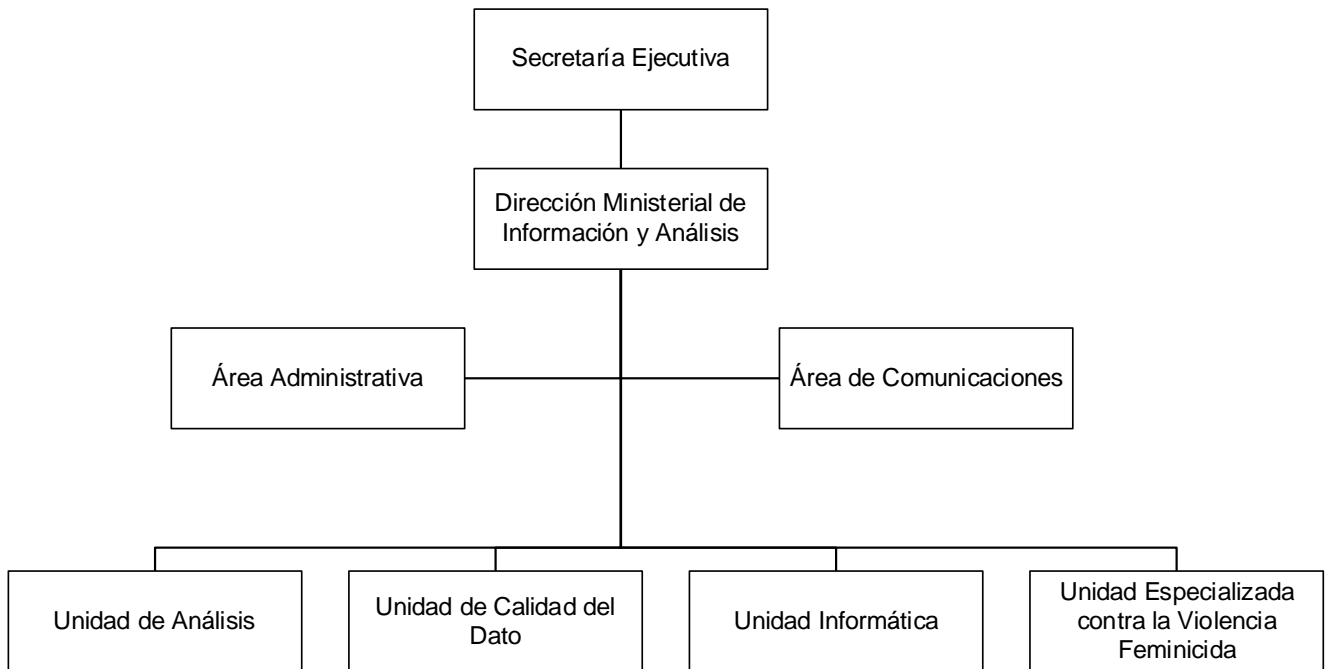 Secretaría Ejecutiva
Dirección Ministerial de
Información y Análisis
Área Administrativa
Área de Comunicaciones
Unidad de Análisis
Unidad de Calidad del
Dato
Unidad Informática
Unidad Especializada
contra la Violencia
Feminicida